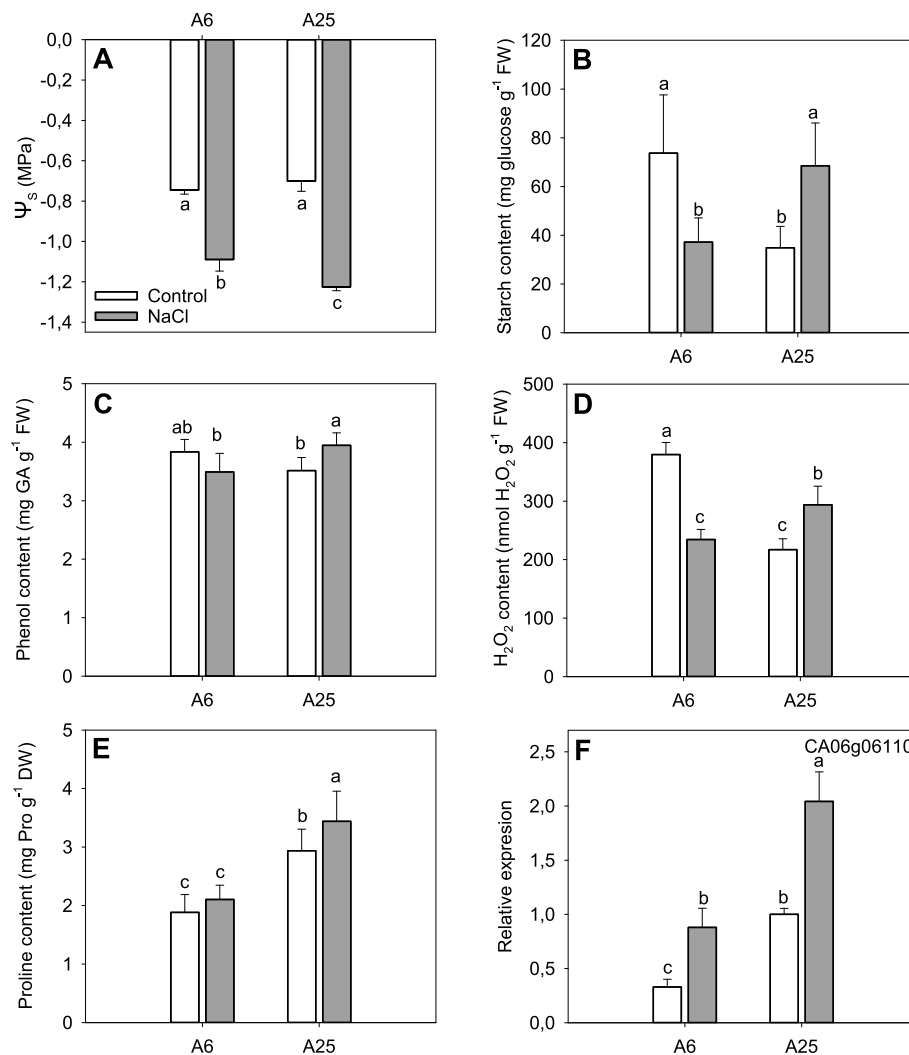 A6 A25
A
0,0
-0,2
-0,4
-0,6
-0,8
-1,0
-1,2
-1,4
Ψs (MPa)
a b a c
Control
NaCl
B
120
100
80
60
40
20
0
Starch content (mg glucose g-1 FW)
a b b a
A6 A25
C
5
4
3
2
1
0
Phenol content (mg GA g-1 FW)
ab b b a
A6 A25
D
500
400
300
200
100
0
H2O2 content (nmol H2O2 g-1 FW)
a c c b
A6 A25
E
5
4
3
2
1
0
Proline content (mg Pro g-1 DW)
c c b a
A6 A25
F
CA06g06110
2,5
2,0
1,5
1,0
0,5
0,0
Relative expresion
c b b a
A6 A25